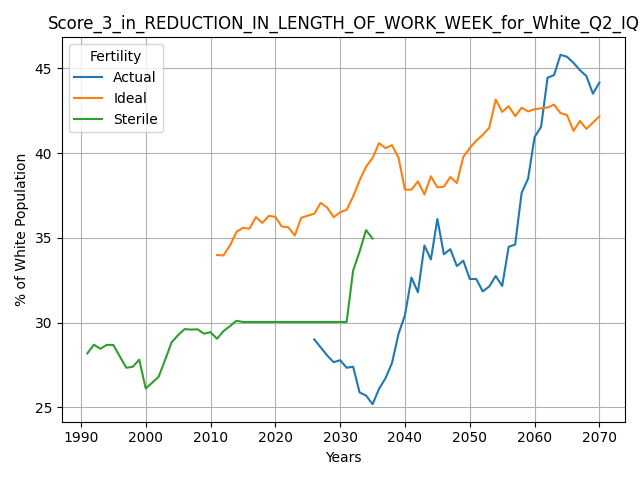 Score_3_in_REDUCTION_IN_LENGTH_OF_WORK_WEEK_for_White_Q2_IQ
Fertility
Actual
Ideal
Sterile
% of White Population
45
40
35
30
25
1990 2000 2010 2020 2030 2040 2050 2060 2070
Years